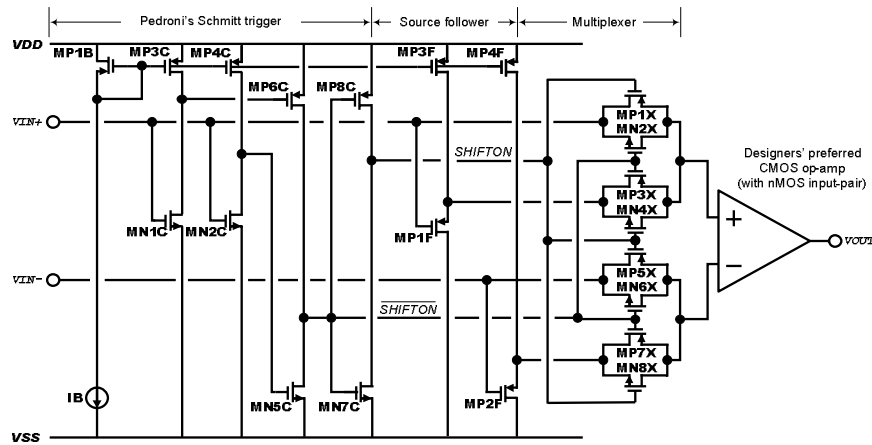 Pedroni's Schmitt trigger
Source follower
Multiplexer
VDD
MP1B
MP3C
MP4C
MP3F
MP4F
MP6C
MP8C
MP1X
MN2X
VIN+
SHIFTON
Designers' preferred
CMOS op-amp
(with nMOS input-pair)
MP3X
MN4X
MN1C
MN2C
MP1F
+
VOUT
−
VIN−
MP5X
MN6X
SHIFTON
MP7X
MN8X
IB
MN5C
MN7C
MP2F
VSS